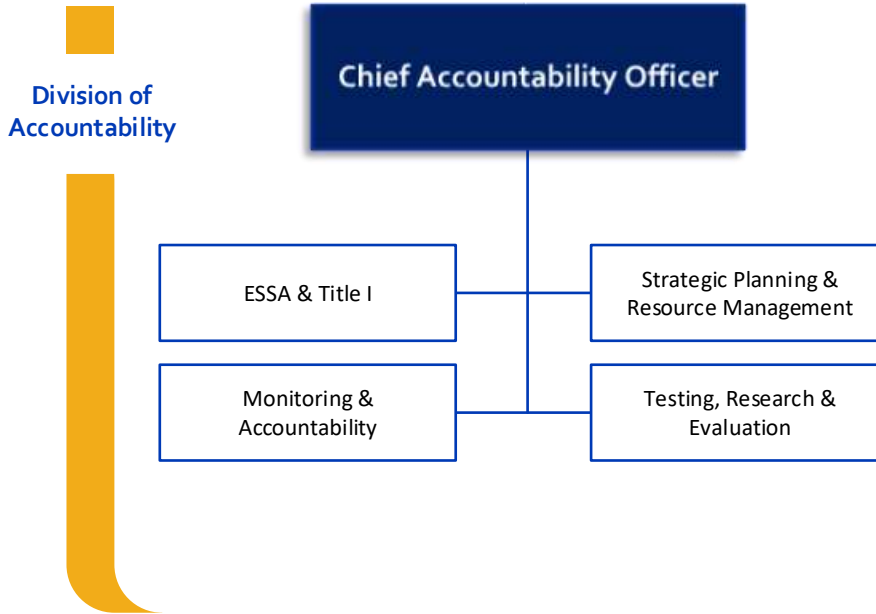 Chief Accountability Officer
Division of
Accountability
ESSA & Title I
Strategic Planning &
Resource Management
Monitoring &
Accountability
Testing, Research &
Evaluation